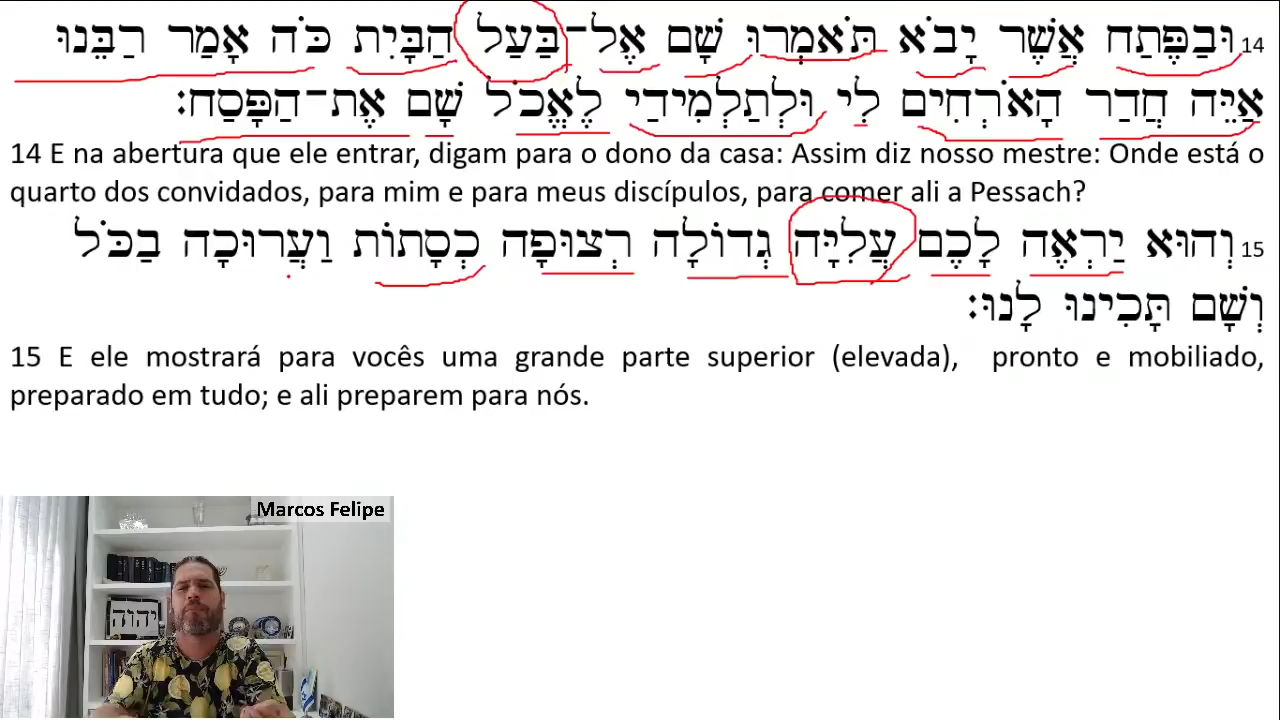 14 וּבַפֶּתַח אֲשֶׁר יָבֹא תֹּאמְרוּ שָׁם אֶל־בַּעַל הַבָּיִת כֹּה אָמַר רַבֵּנוּ
אַיֵּה חֲדַר הָאֹרְחִים לְי וּלְתַלְמִידַי לֶאֱכֹל שָׁם אֶת־הַפָּסַח׃
14 E na abertura que ele entrar, digam para o dono da casa: Assim diz nosso mestre: Onde está o
quarto dos convidados, para mim e para meus discípulos, para comer ali a Pessach?
15 וְהוּא יַרְאֶה לָכֶם עֲלִיָּה גְדוֹלָה רְצוּפָה כְּסָתוֹת וַעֲרוּכָה בַּכֹּל
וְשָׁם תָּכִינוּ לָנוּ׃
15 E ele mostrará para vocês uma grande parte superior (elevada), pronto e mobiliado,
preparado em tudo; e ali preparem para nós.
Marcos Felipe
יהוה